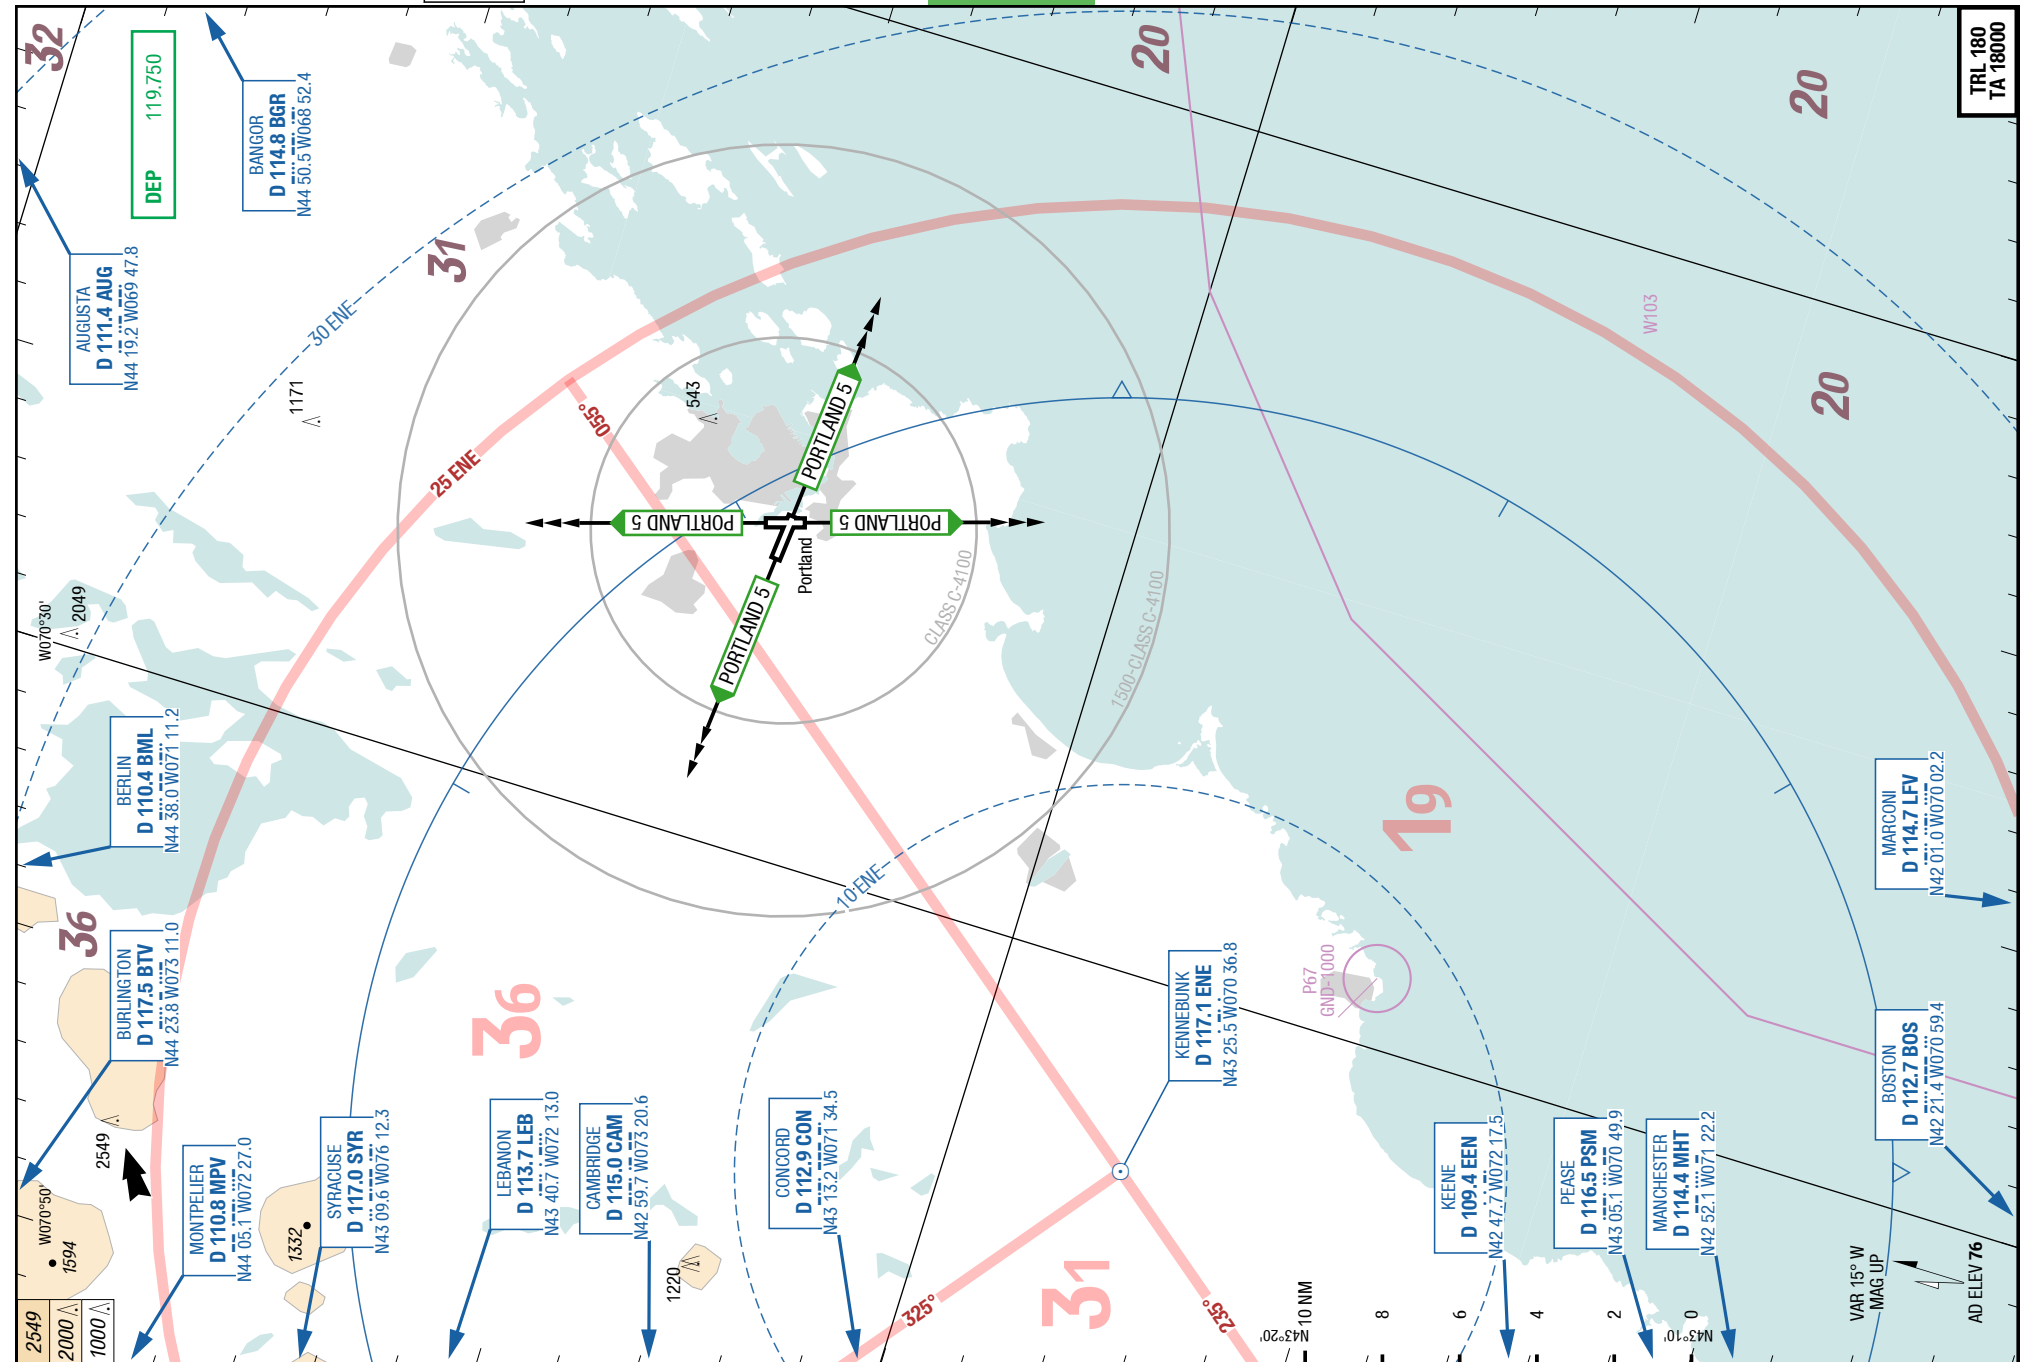 32
DEP 119.750
BANGOR
D 114.8 BGR
N44 50.5 W068 52.4
AUGUSTA
D 111.4 AUG
N44 19.2 W069 47.8
30 ENE
31
1171
25 ENE
055°
543
20
20
20
TRL 180
TA 18000
W103
PORTLAND 5
PORTLAND 5
PORTLAND 5
PORTLAND 5
Portland
CLASS C-4100
1500-CLASS C-4100
W070°30'
2049
BERLIN
D 110.4 BML
N44 38.0 W071 11.2
36
BURLINGTON
D 117.5 BTV
N44 23.8 W073 11.0
36
10 ENE
19
MARCONI
D 114.7 LFV
N42 01.0 W070 02.2
P67
GND-1000
KENNEBUNK
D 117.1 ENE
N43 25.5 W070 36.8
BOSTON
D 112.7 BOS
N42 21.4 W070 59.4
2549
W070°50'
1594
MONTPELIER
D 110.8 MPV
N44 05.1 W072 27.0
1332
SYRACUSE
D 117.0 SYR
N43 09.6 W076 12.3
LEBANON
D 113.7 LEB
N43 40.7 W072 13.0
CAMBRIDGE
D 115.0 CAM
N42 59.7 W073 20.6
1220
CONCORD
D 112.9 CON
N43 13.2 W071 34.5
325°
31
235°
KEENE
D 109.4 EEN
N42 47.7 W072 17.5
PEASE
D 116.5 PSM
N43 05.1 W070 49.9
MANCHESTER
D 114.4 MHT
N42 52.1 W071 22.2
N43°20'
10 NM
8
6
4
2
0
N43°10'
VAR 15° W
MAG UP
AD ELEV 76
2549
2000
1000